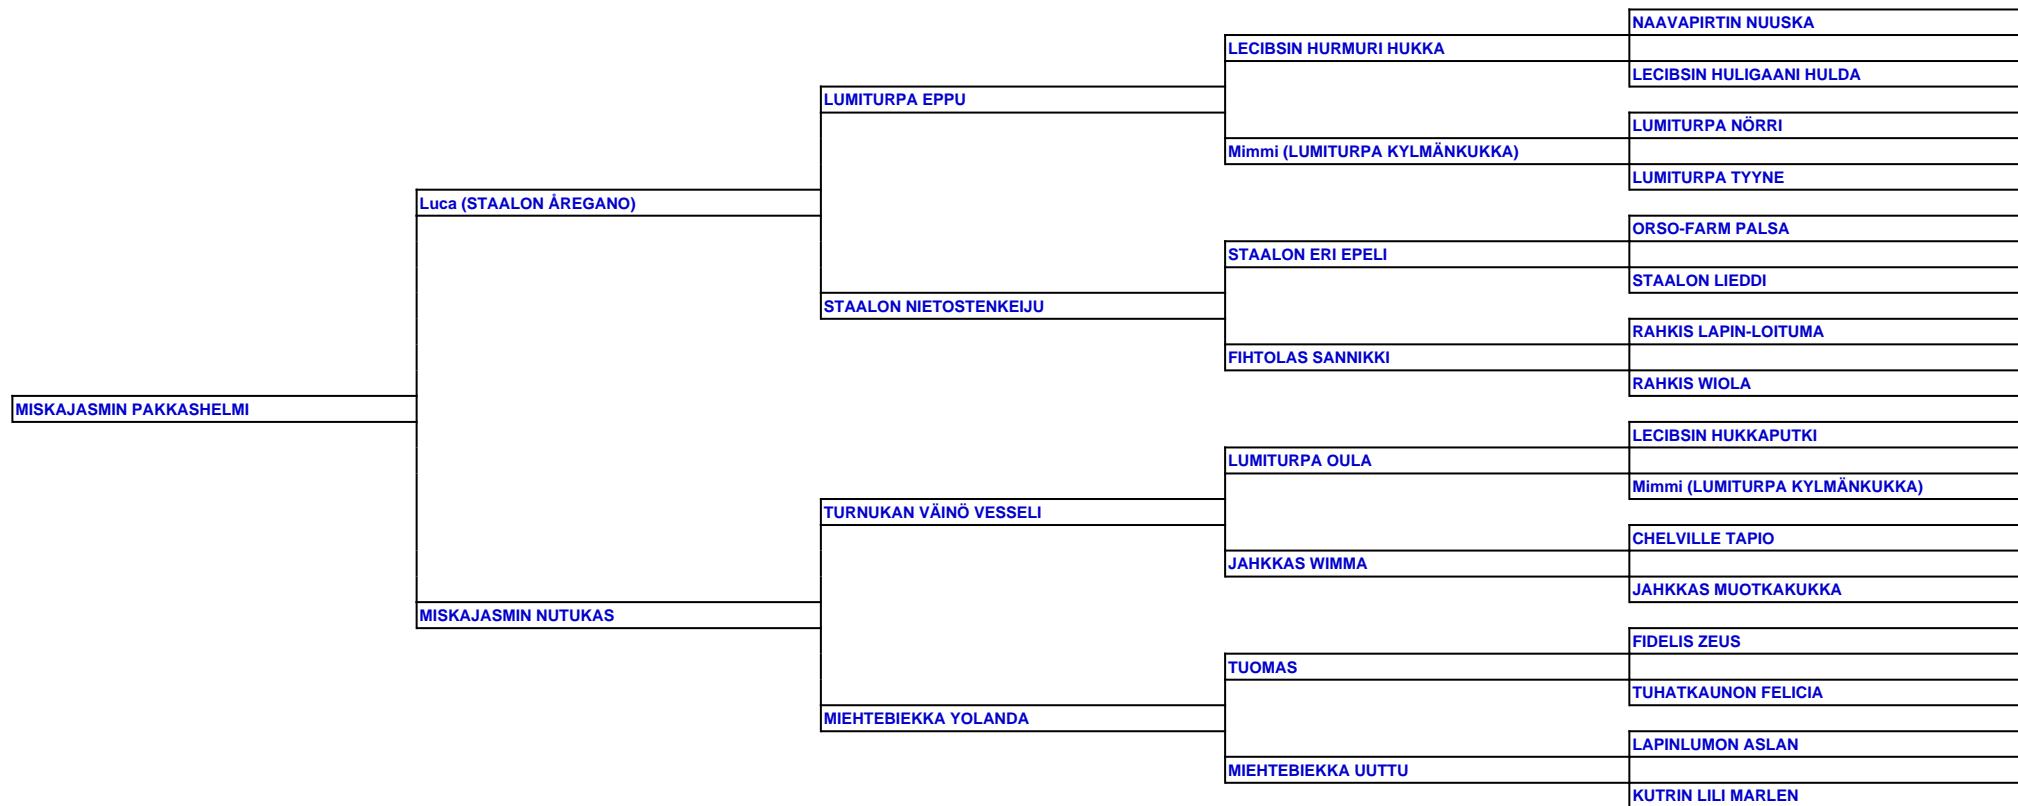 NAAVAPIRTIN NUUSKA
LECIBSIN HURMURI HUKKA
LECIBSIN HULIGAANI HULDA
LUMITURPA EPPU
LUMITURPA NÖRRI
Mimmi (LUMITURPA KYLMÄNKUKKA)
LUMITURPA TYYNE
Luca (STAALON ÅREGANO)
ORSO-FARM PALSA
STAALON ERI EPELI
STAALON LIEDDI
STAALON NIETOSTENKEIJU
RAHKIS LAPIN-LOITUMA
FIHTOLAS SANNIKKI
RAHKIS WIOLA
MISKAJASMIN PAKKASHELMI
LECIBSIN HUKKAPUTKI
LUMITURPA OULA
Mimmi (LUMITURPA KYLMÄNKUKKA)
TURNUKAN VÄINÖ VESSELI
CHELVILLE TAPIO
JAHKKAS WIMMA
JAHKKAS MUOTKAKUKKA
MISKAJASMIN NUTUKAS
FIDELIS ZEUS
TUOMAS
TUHATKAUNON FELICIA
MIEHTEBIEKKA YOLANDA
LAPINLUMON ASLAN
MIEHTEBIEKKA UUTTU
KUTRIN LILI MARLEN